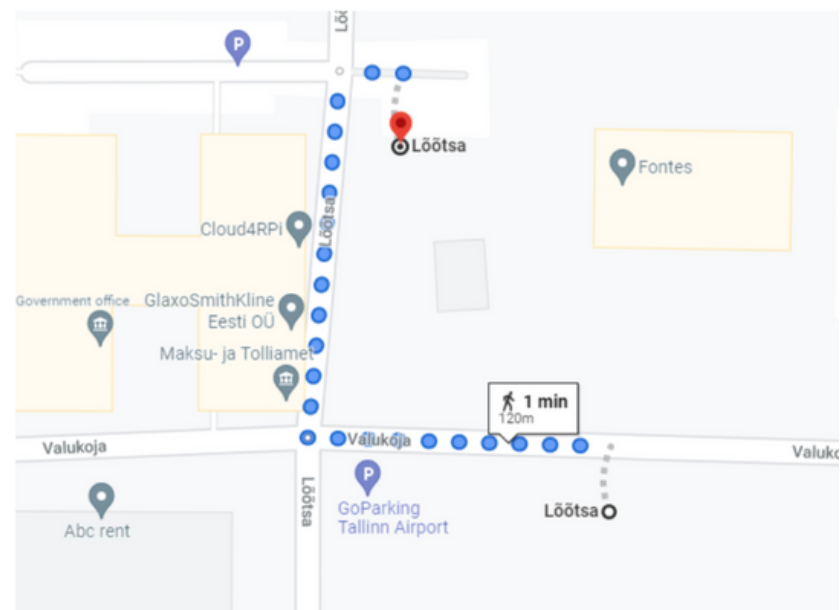 Löö
P
Lõõtsa
Fontes
Cloud4RPi
Lõõtsa
Government office
GlaxoSmithKline
Eesti OÜ
Maksu- ja Tolliamet
1 min
120m
Valukoja
Valukoja
Valuko
P
GoParking
Tallinn Airport
Lõõtsa
Lõõtsa
Abc rent